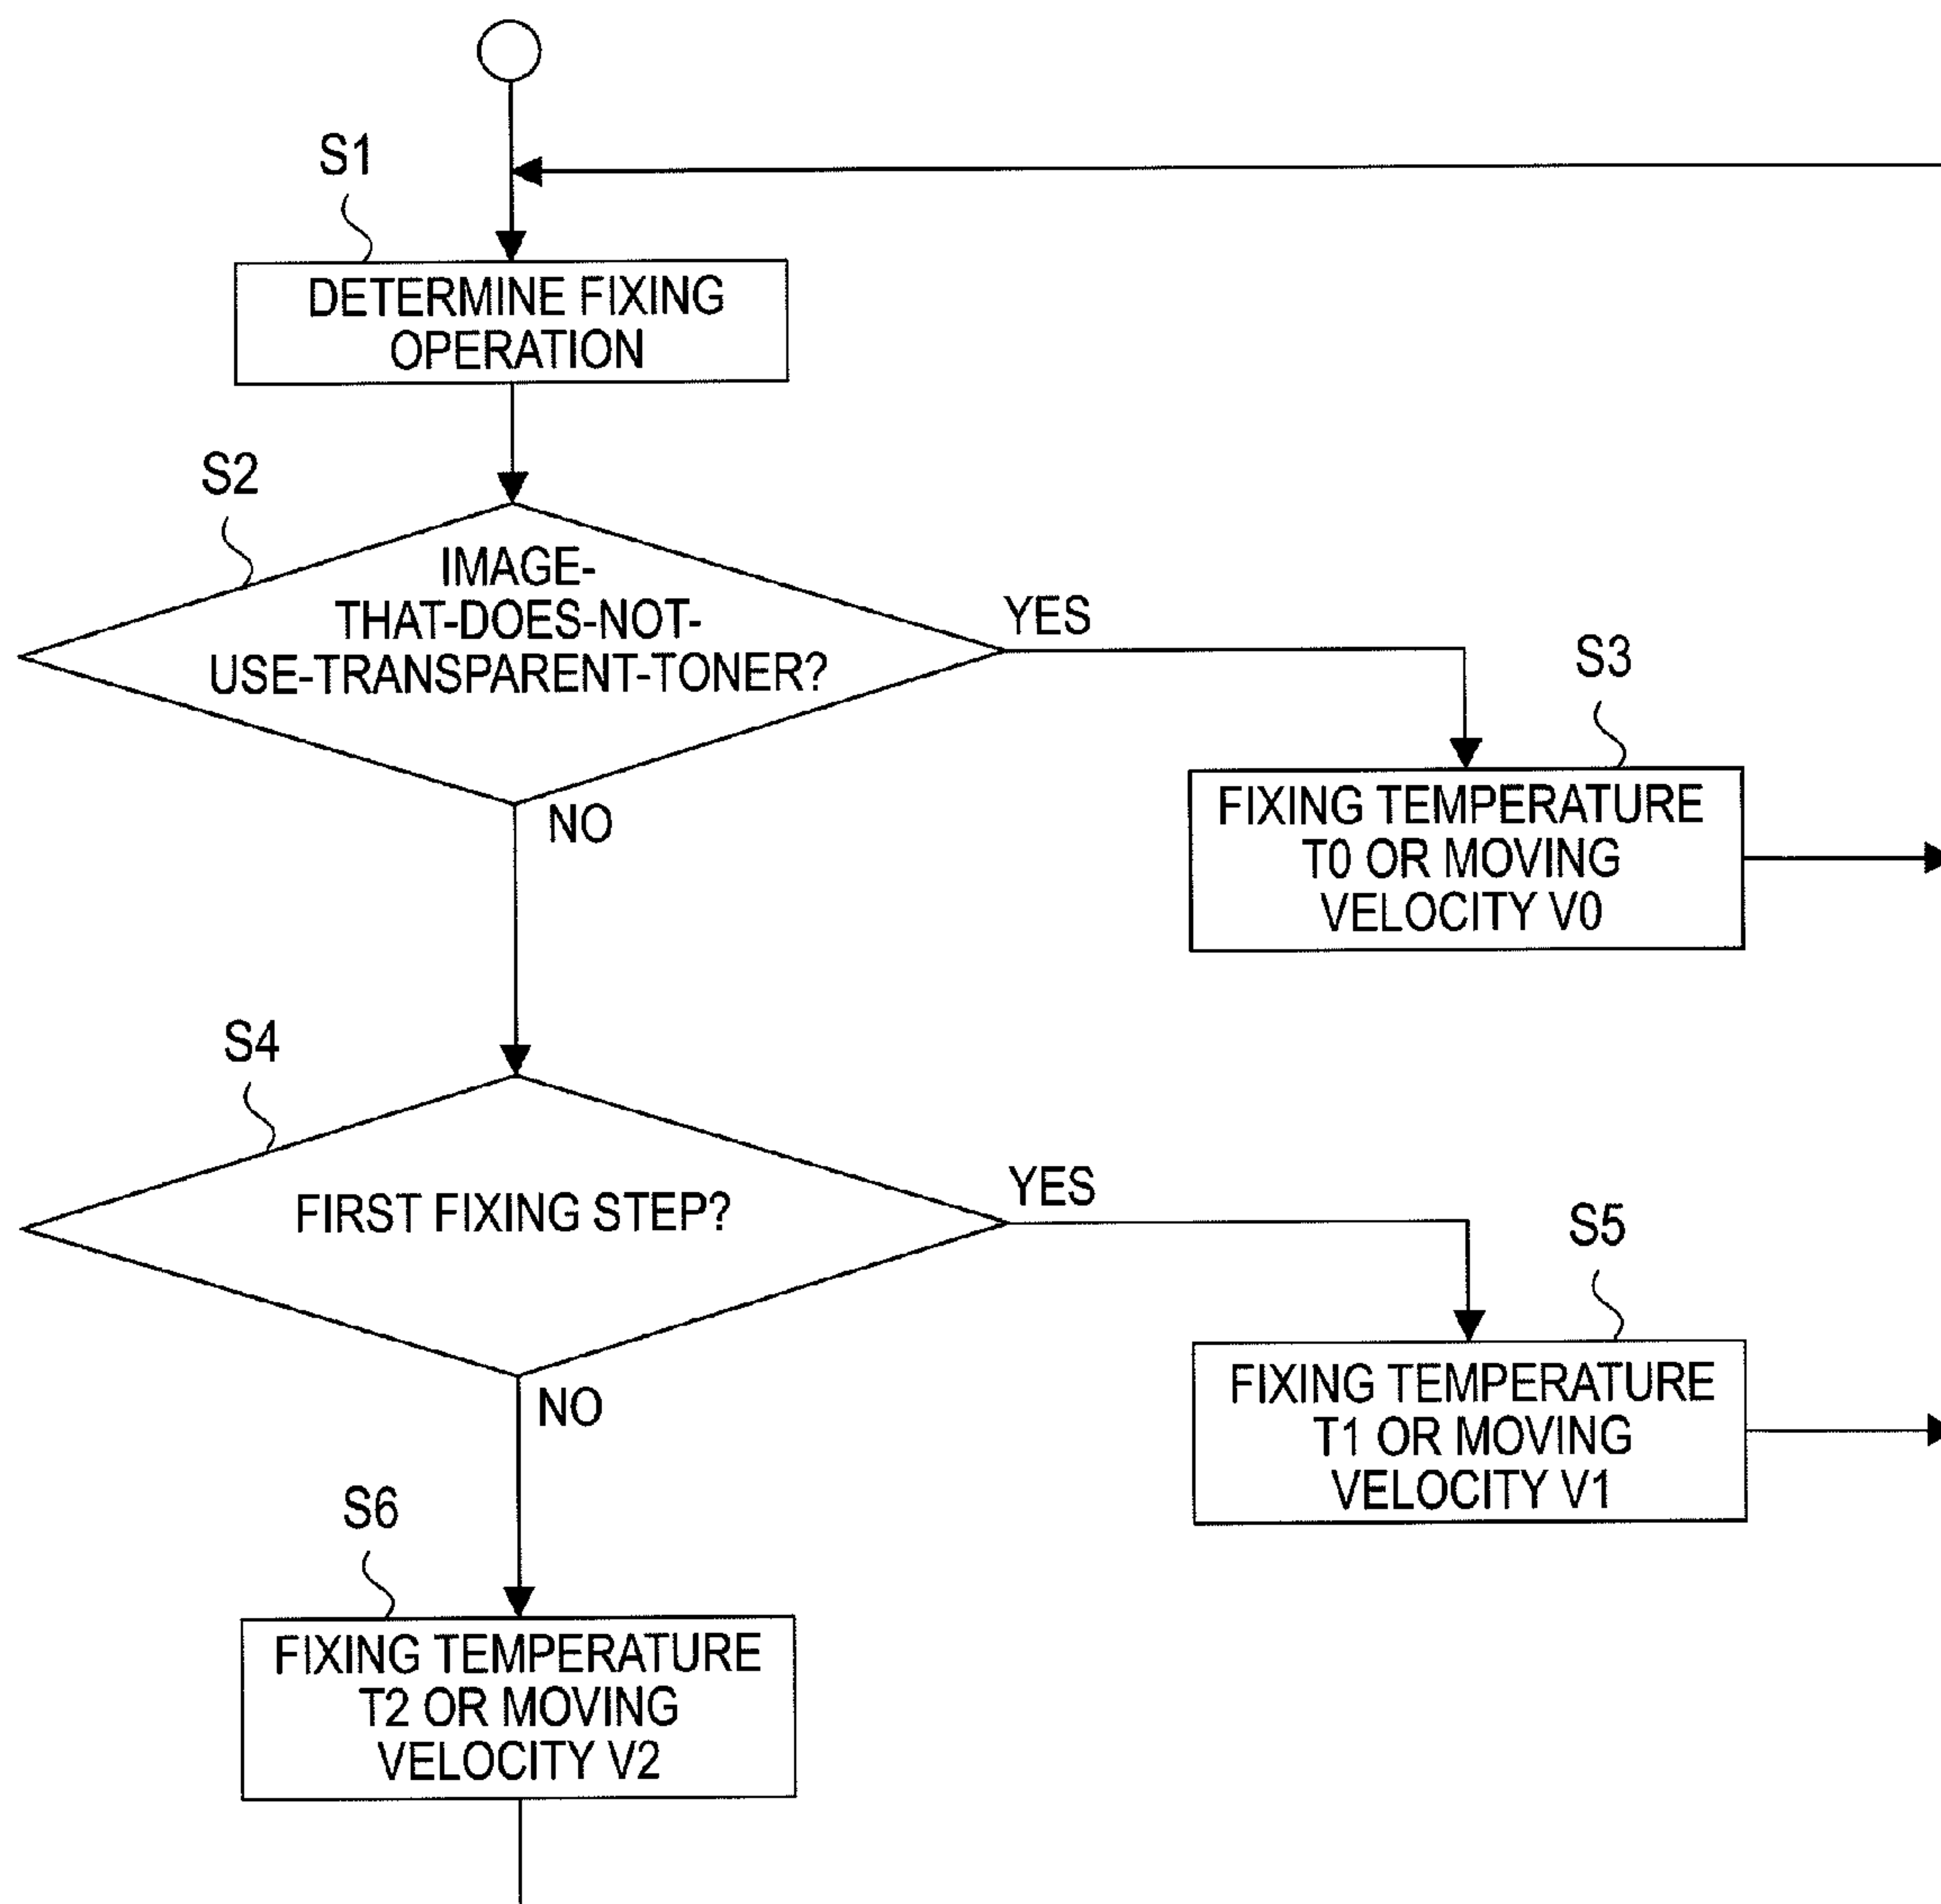 S1
DETERMINE FIXING
OPERATION
S2
IMAGE-
THAT-DOES-NOT-
USE-TRANSPARENT-TONER?
YES
NO
S3
FIXING TEMPERATURE
T0 OR MOVING
VELOCITY V0
S4
FIRST FIXING STEP?
YES
NO
S5
FIXING TEMPERATURE
T1 OR MOVING
VELOCITY V1
S6
FIXING TEMPERATURE
T2 OR MOVING
VELOCITY V2